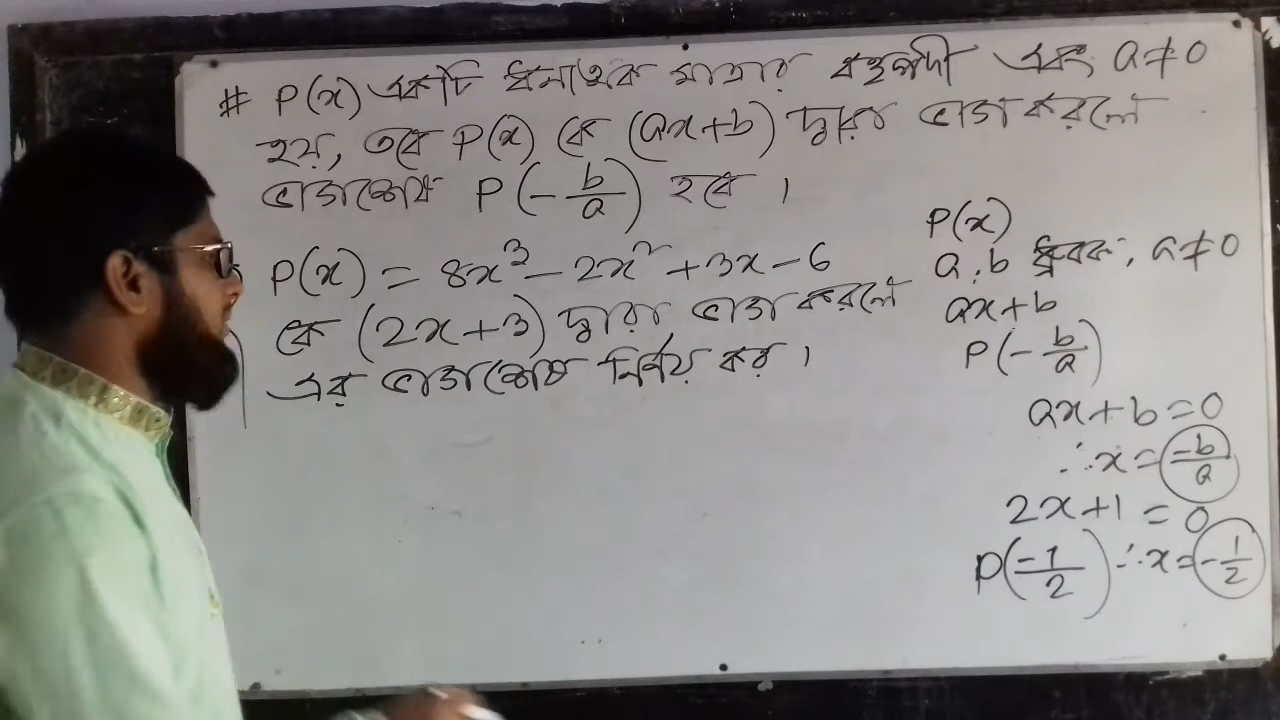 # P(x) একটি ধনাত্মক মাত্রার বহুপদী এবং a ≠ 0
হয়, তবে P(x) কে (ax+b) দ্বারা ভাগ করলে
ভাগশেষ P(-b/a) হবে ।
P(x) = 8x³ - 2x² + 3x - 6
কে (2x+3) দ্বারা ভাগ করলে
এর ভাগশেষ নির্ণয় কর ।
P(x)
a, b ধ্রুবক, a ≠ 0
ax+b
P(-b/a)
ax+b=0
∴x=-b/a
2x+1 = 0
P(-1/2) ∴x=-1/2